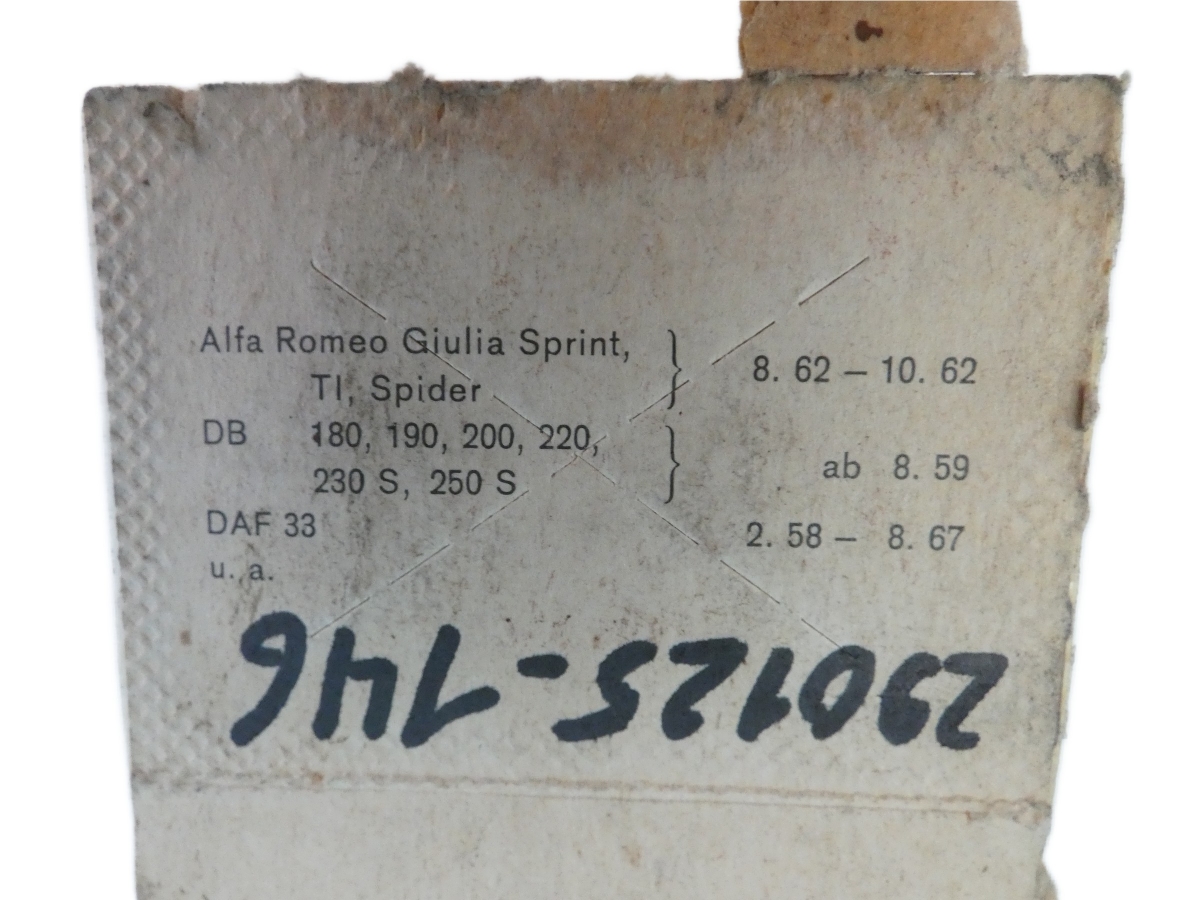 Alfa Romeo Giulia Sprint,
TI, Spider } 8. 62 – 10. 62
DB 180, 190, 200, 220,
230 S, 250 S } ab 8. 59
DAF 33 2. 58 – 8. 67
u. a.
230125-146